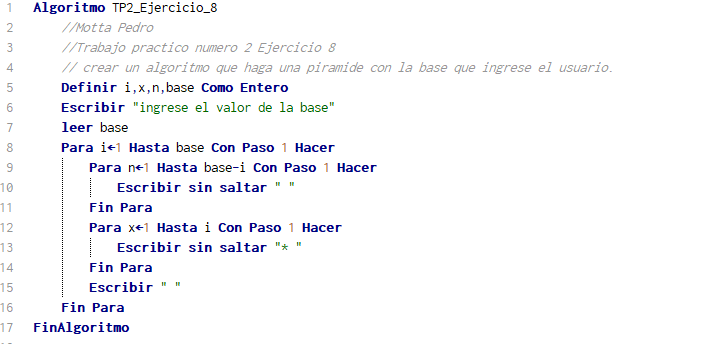 1 Algoritmo TP2_Ejercicio_8
2 //Motta Pedro
3 //Trabajo practico numero 2 Ejercicio 8
4 // crear un algoritmo que haga una piramide con la base que ingrese el usuario.
5 Definir i,x,n,base Como Entero
6 Escribir "ingrese el valor de la base"
7 leer base
8 Para i←1 Hasta base Con Paso 1 Hacer
9 Para n←1 Hasta base-i Con Paso 1 Hacer
10 Escribir sin saltar " "
11 Fin Para
12 Para x←1 Hasta i Con Paso 1 Hacer
13 Escribir sin saltar "* "
14 Fin Para
15 Escribir " "
16 Fin Para
17 FinAlgoritmo